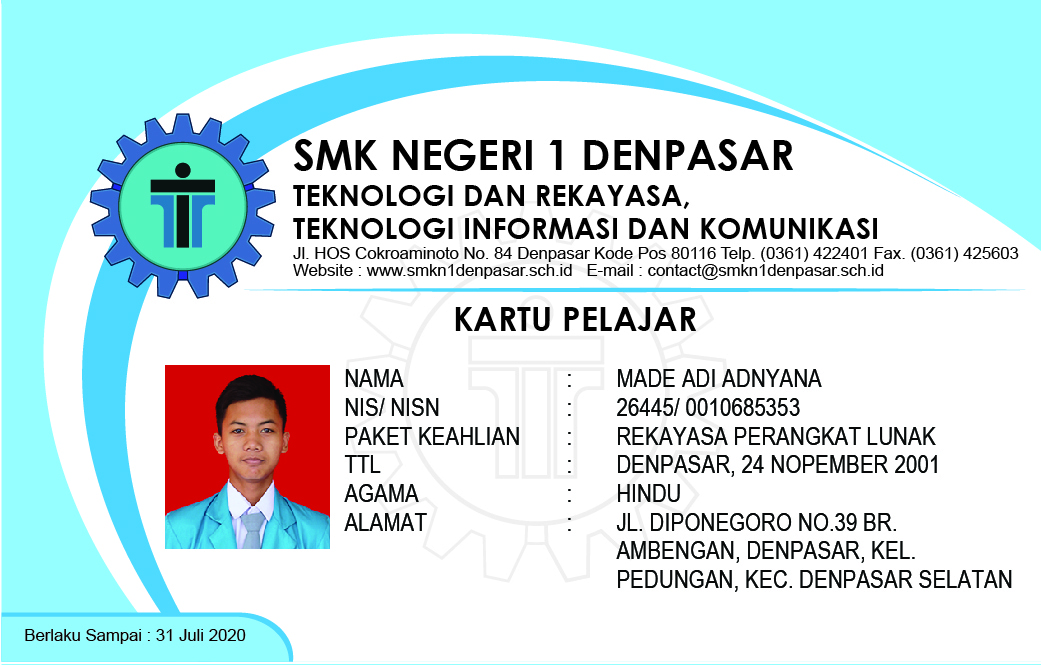 SMK NEGERI 1 DENPASAR
TEKNOLOGI DAN REKAYASA,
TEKNOLOGI INFORMASI DAN KOMUNIKASI
Jl. HOS Cokroaminoto No. 84 Denpasar Kode Pos 80116 Telp. (0361) 422401 Fax. (0361) 425603
Website : www.smkn1denpasar.sch.id E-mail : contact@smkn1denpasar.sch.id
KARTU PELAJAR
NAMA : MADE ADI ADNYANA
NIS/ NISN : 26445/ 0010685353
PAKET KEAHLIAN : REKAYASA PERANGKAT LUNAK
TTL : DENPASAR, 24 NOPEMBER 2001
AGAMA : HINDU
ALAMAT : JL. DIPONEGORO NO.39 BR.
AMBENGAN, DENPASAR, KEL.
PEDUNGAN, KEC. DENPASAR SELATAN
Berlaku Sampai : 31 Juli 2020